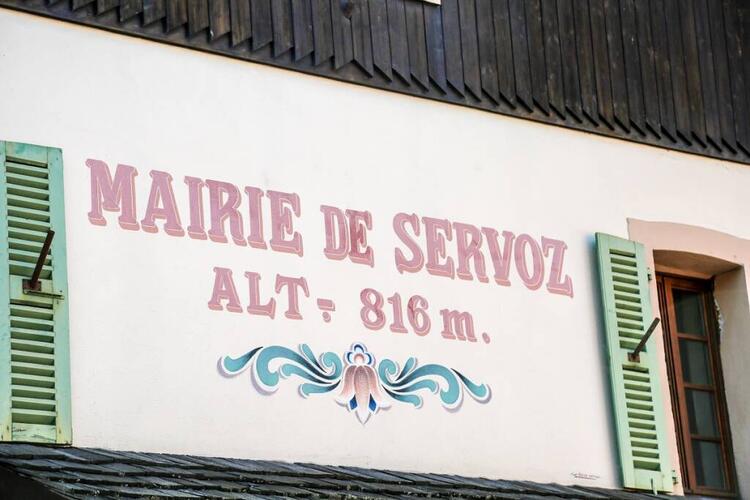 MAIRIE DE SERVOZ
ALT - 816 m.